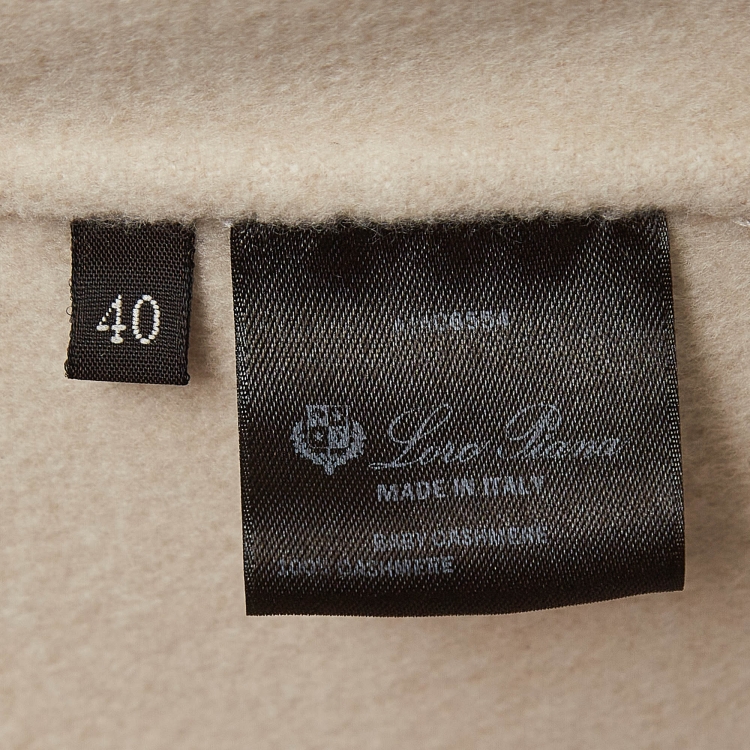 40
Loro Piana
MADE IN ITALY
BABY CASHMERE
100% CASHMERE